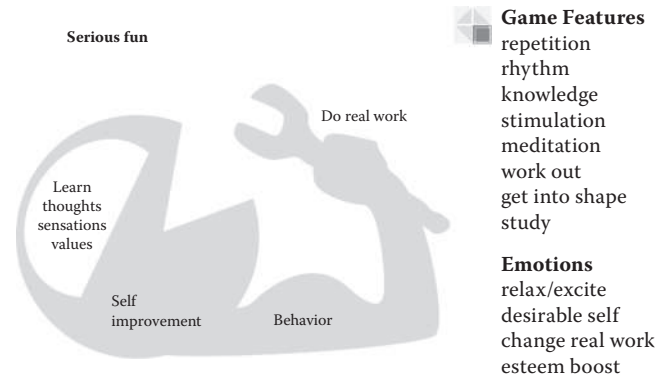 Serious fun
Do real work
Learn
thoughts
sensations
values
Self
improvement
Behavior
Game Features
repetition
rhythm
knowledge
stimulation
meditation
work out
get into shape
study
Emotions
relax/excite
desirable self
change real work
esteem boost